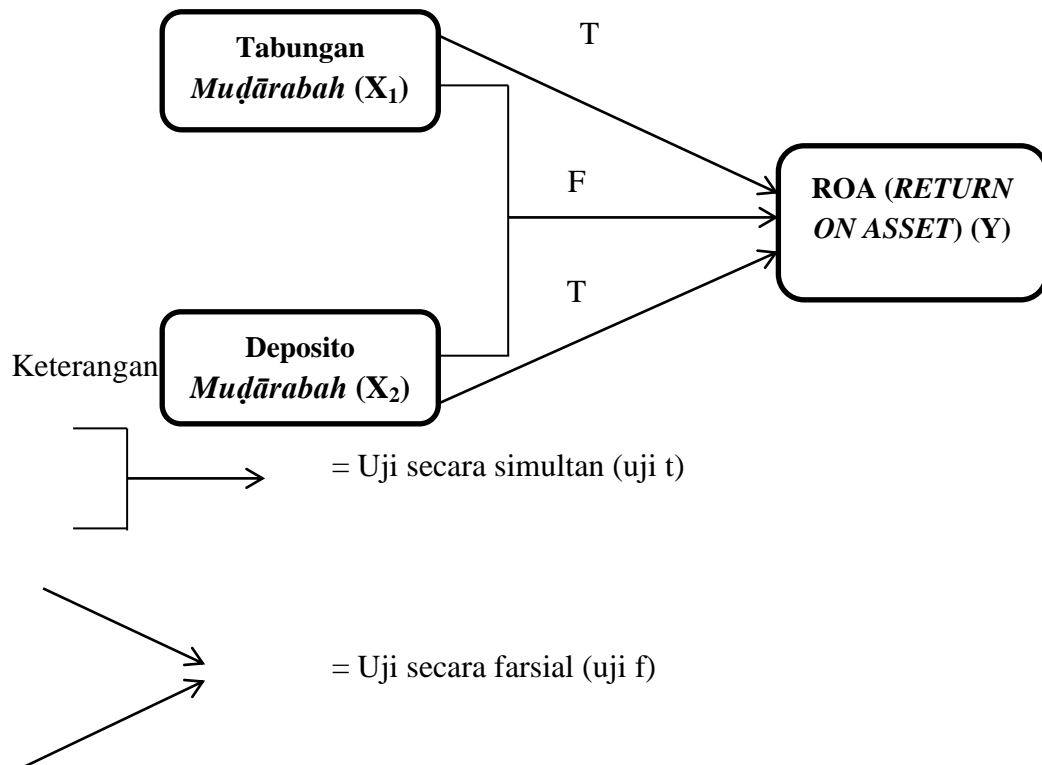 Tabungan
Muḍārabah (X1)
T
F
T
ROA (RETURN
ON ASSET) (Y)
Deposito
Muḍārabah (X2)
Keterangan
= Uji secara simultan (uji t)
= Uji secara farsial (uji f)